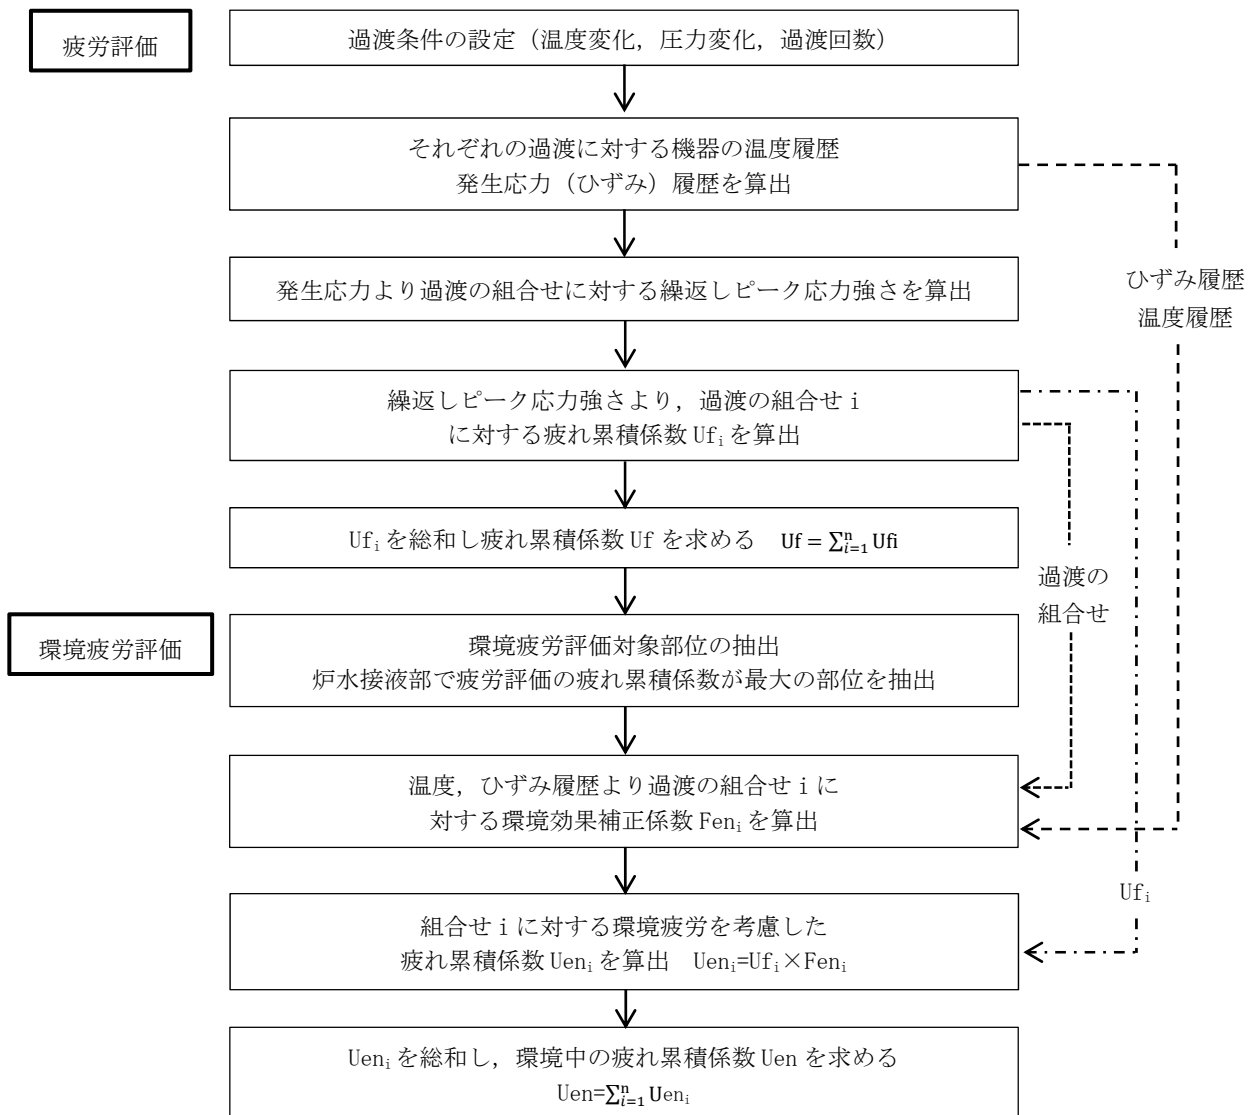 疲労評価
過渡条件の設定（温度変化，圧力変化，過渡回数）
それぞれの過渡に対する機器の温度履歴
発生応力（ひずみ）履歴を算出
発生応力より過渡の組合せに対する繰返しピーク応力強さを算出
ひずみ履歴
温度履歴
繰返しピーク応力強さより，過渡の組合せ i
に対する疲れ累積係数 Ufᵢ を算出
Ufᵢ を総和し疲れ累積係数 Uf を求める　Uf = ∑ⁿᵢ₌₁ Ufi
過渡の
組合せ
環境疲労評価
環境疲労評価対象部位の抽出
炉水接液部で疲労評価の疲れ累積係数が最大の部位を抽出
温度，ひずみ履歴より過渡の組合せ i に
対する環境効果補正係数 Fenᵢ を算出
Ufᵢ
組合せ i に対する環境疲労を考慮した
疲れ累積係数 Uenᵢ を算出　Uenᵢ=Ufᵢ×Fenᵢ
Uenᵢ を総和し，環境中の疲れ累積係数 Uen を求める
Uen=∑ⁿᵢ₌₁ Uenᵢ